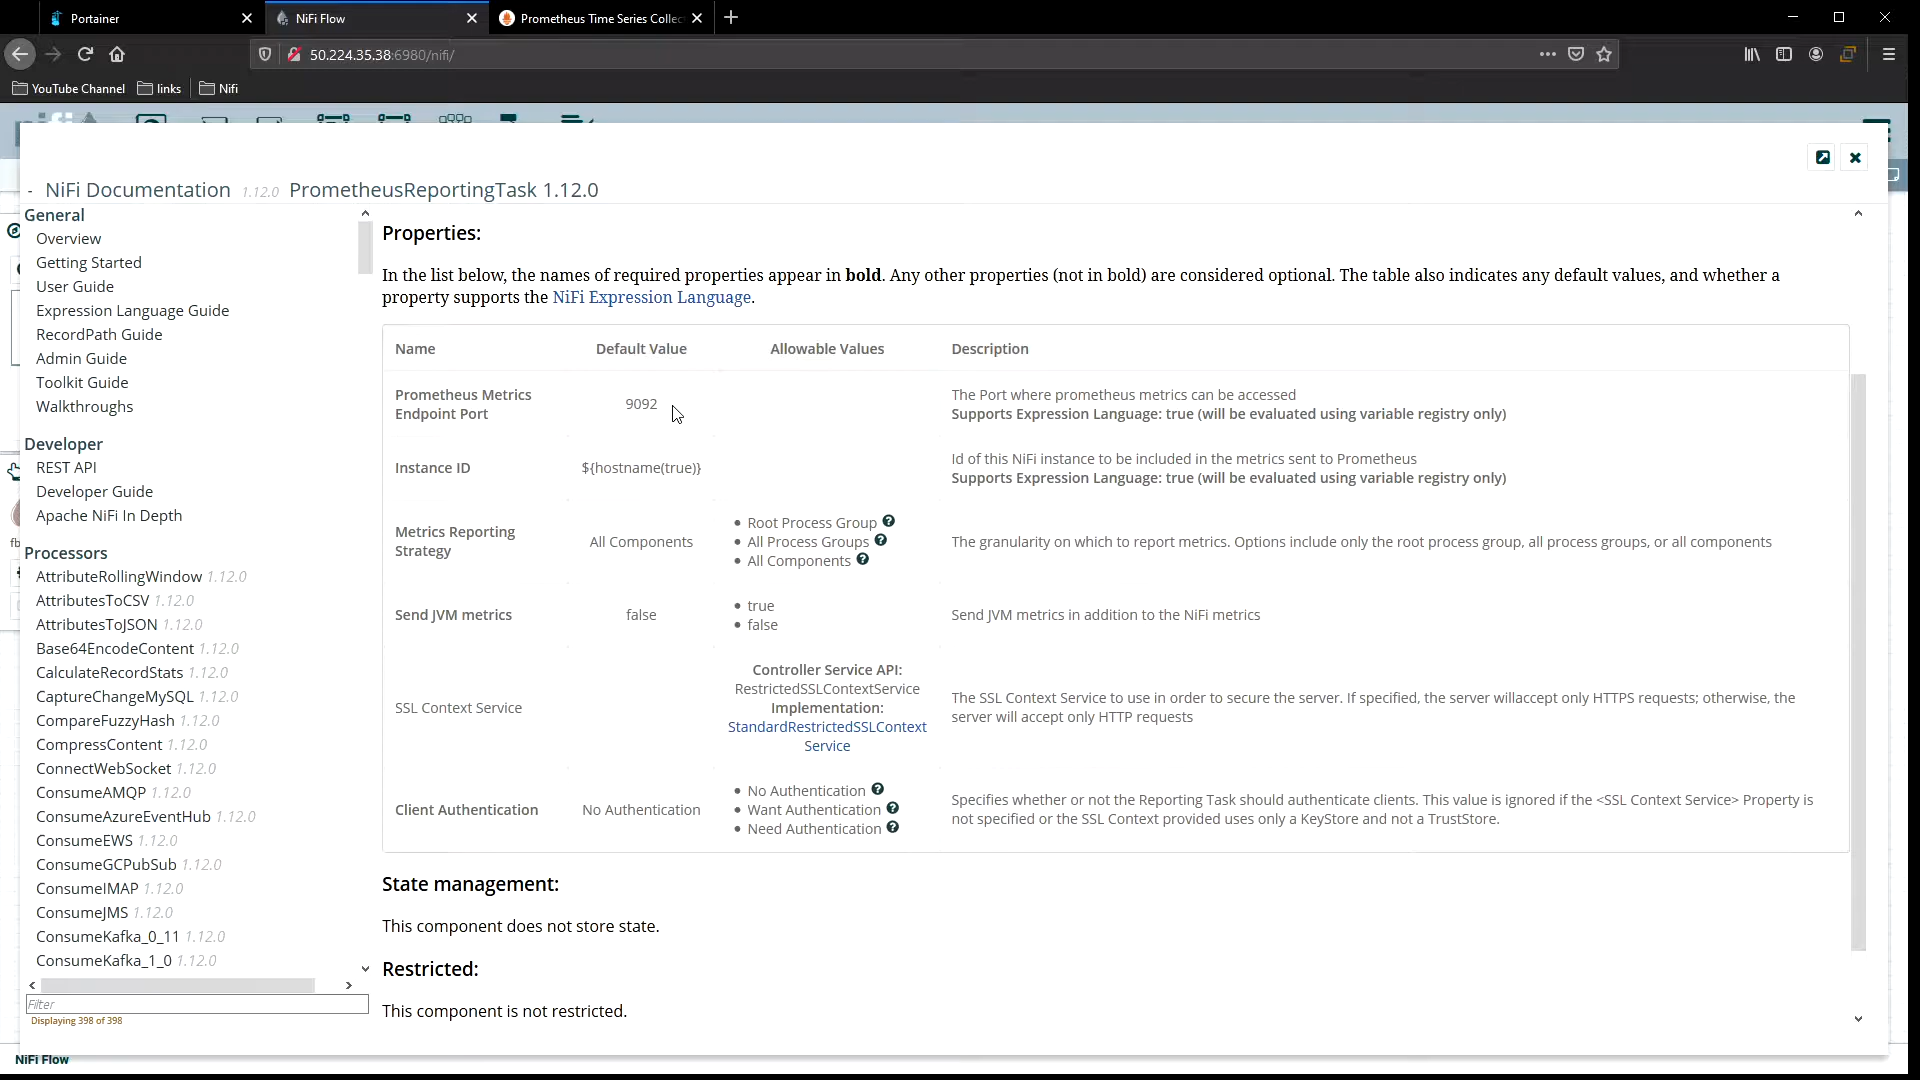 Portainer
NiFi Flow
Prometheus Time Series Collec
50.224.35.38:6980/nifi/
YouTube Channel
links
Nifi
- NiFi Documentation 1.12.0 PrometheusReportingTask 1.12.0
General
Overview
Getting Started
User Guide
Expression Language Guide
RecordPath Guide
Admin Guide
Toolkit Guide
Walkthroughs
Developer
REST API
Developer Guide
Apache NiFi In Depth
Processors
AttributeRollingWindow 1.12.0
AttributesToCSV 1.12.0
AttributesToJSON 1.12.0
Base64EncodeContent 1.12.0
CalculateRecordStats 1.12.0
CaptureChangeMySQL 1.12.0
CompareFuzzyHash 1.12.0
CompressContent 1.12.0
ConnectWebSocket 1.12.0
ConsumeAMQP 1.12.0
ConsumeAzureEventHub 1.12.0
ConsumeEWS 1.12.0
ConsumeGCPubSub 1.12.0
ConsumeIMAP 1.12.0
ConsumeJMS 1.12.0
ConsumeKafka_0_11 1.12.0
ConsumeKafka_1_0 1.12.0
Filter
Displaying 398 of 398
Properties:
In the list below, the names of required properties appear in bold. Any other properties (not in bold) are considered optional. The table also indicates any default values, and whether a
property supports the NiFi Expression Language.
Name Default Value Allowable Values Description
Prometheus Metrics
Endpoint Port
9092
The Port where prometheus metrics can be accessed
Supports Expression Language: true (will be evaluated using variable registry only)
Instance ID
${hostname(true)}
Id of this NiFi instance to be included in the metrics sent to Prometheus
Supports Expression Language: true (will be evaluated using variable registry only)
Metrics Reporting
Strategy
All Components
• Root Process Group
• All Process Groups
• All Components
The granularity on which to report metrics. Options include only the root process group, all process groups, or all components
Send JVM metrics
false
• true
• false
Send JVM metrics in addition to the NiFi metrics
SSL Context Service
Controller Service API:
RestrictedSSLContextService
Implementation:
StandardRestrictedSSLContext
Service
The SSL Context Service to use in order to secure the server. If specified, the server willaccept only HTTPS requests; otherwise, the
server will accept only HTTP requests
Client Authentication
No Authentication
• No Authentication
• Want Authentication
• Need Authentication
Specifies whether or not the Reporting Task should authenticate clients. This value is ignored if the <SSL Context Service> Property is
not specified or the SSL Context provided uses only a KeyStore and not a TrustStore.
State management:
This component does not store state.
Restricted:
This component is not restricted.
NiFi Flow